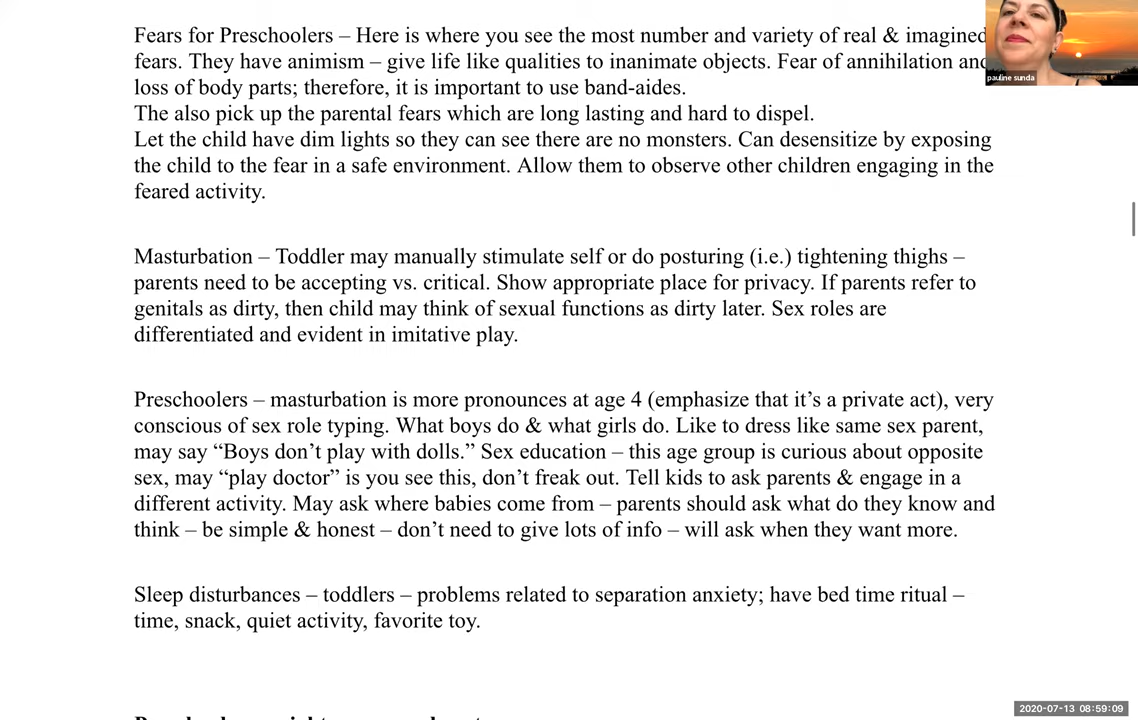 Fears for Preschoolers – Here is where you see the most number and variety of real & imagined
fears. They have animism – give life like qualities to inanimate objects. Fear of annihilation and
loss of body parts; therefore, it is important to use band-aides.
The also pick up the parental fears which are long lasting and hard to dispel.
Let the child have dim lights so they can see there are no monsters. Can desensitize by exposing
the child to the fear in a safe environment. Allow them to observe other children engaging in the
feared activity.
Masturbation – Toddler may manually stimulate self or do posturing (i.e.) tightening thighs –
parents need to be accepting vs. critical. Show appropriate place for privacy. If parents refer to
genitals as dirty, then child may think of sexual functions as dirty later. Sex roles are
differentiated and evident in imitative play.
Preschoolers – masturbation is more pronounces at age 4 (emphasize that it’s a private act), very
conscious of sex role typing. What boys do & what girls do. Like to dress like same sex parent,
may say “Boys don’t play with dolls.” Sex education – this age group is curious about opposite
sex, may “play doctor” is you see this, don’t freak out. Tell kids to ask parents & engage in a
different activity. May ask where babies come from – parents should ask what do they know and
think – be simple & honest – don’t need to give lots of info – will ask when they want more.
Sleep disturbances – toddlers – problems related to separation anxiety; have bed time ritual –
time, snack, quiet activity, favorite toy.
pauline sunda
2020-07-13 08:59:09